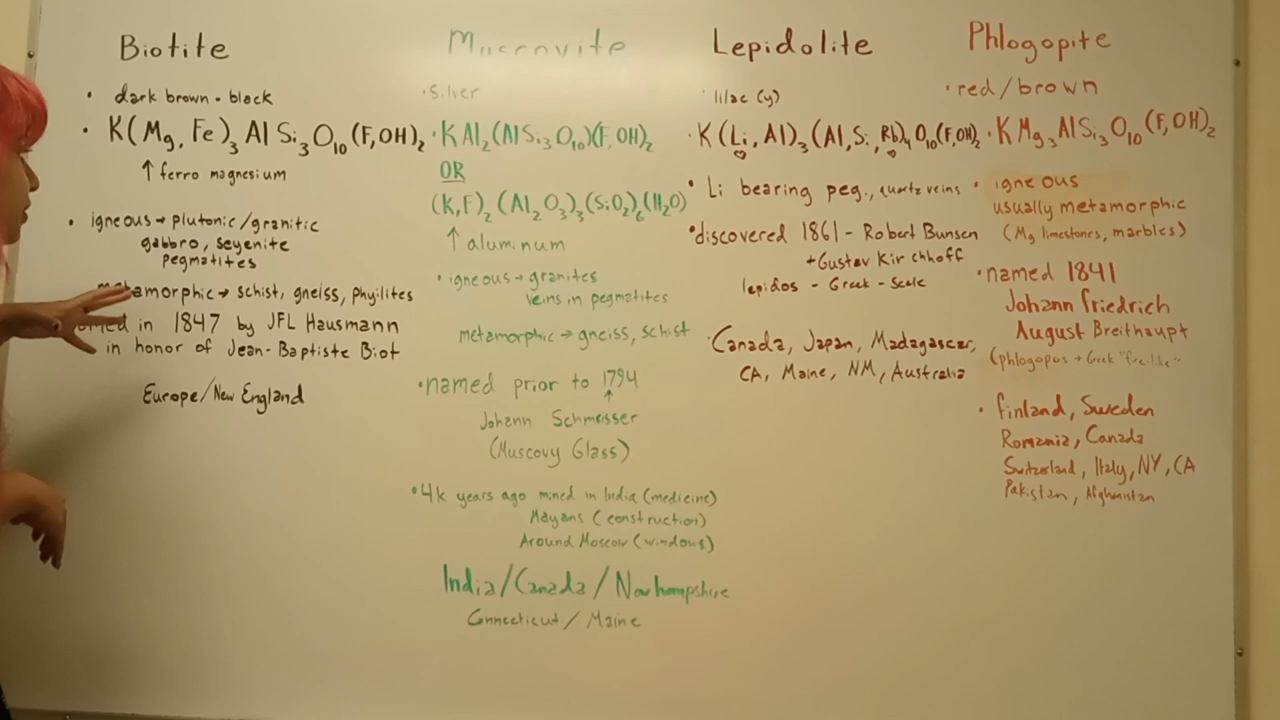 Biotite
• dark brown - black
• K(Mg, Fe)₃ Al Si₃ O₁₀ (F, OH)₂
↑ ferro magnesium
• igneous → plutonic/granitic
gabbro, seyenite
pegmatites
metamorphic → schist, gneiss, phyilites
in 1847 by JFL Hausmann
in honor of Jean-Baptiste Biot
Europe/New England
Muscovite
• Silver
• K Al₂(AlSi₃O₁₀)(F, OH)₂
OR
(K,F)₂ (Al₂O₃)₃(SiO₂)₆(H₂O)
↑ aluminum
• igneous → granites
veins in pegmatites
metamorphic → gneiss, schist
• named prior to 1794
↑
Johann Schmeisser
(Muscovy Glass)
• 4k years ago mined in India (medicine)
Mayans (construction)
Around Moscow (windows)
India/Canada/Newhampshire
Connecticut / Maine
Lepidolite
• lilac (y)
• K(Li, Al)₃(Al, Si, Rb)₄ O₁₀(F,OH)₂
• Li bearing peg., quartz veins
• discovered 1861 - Robert Bunsen
+ Gustav Kirchhoff
lepidos - Greek - Scale
Canada, Japan, Madagascar,
CA, Maine, NM, Australia
Phlogopite
• red/brown
• KMg₃AlSi₃O₁₀(F,OH)₂
• igneous
usually metamorphic
(Mg limestones, marbles)
• named 1841
Johann Friedrich
August Breithaupt
(phlogopos → Greek "fire-like"
• finland, Sweden
Romania, Canada
Switzerland, Italy, NY, CA
Pakistan, Afghanistan